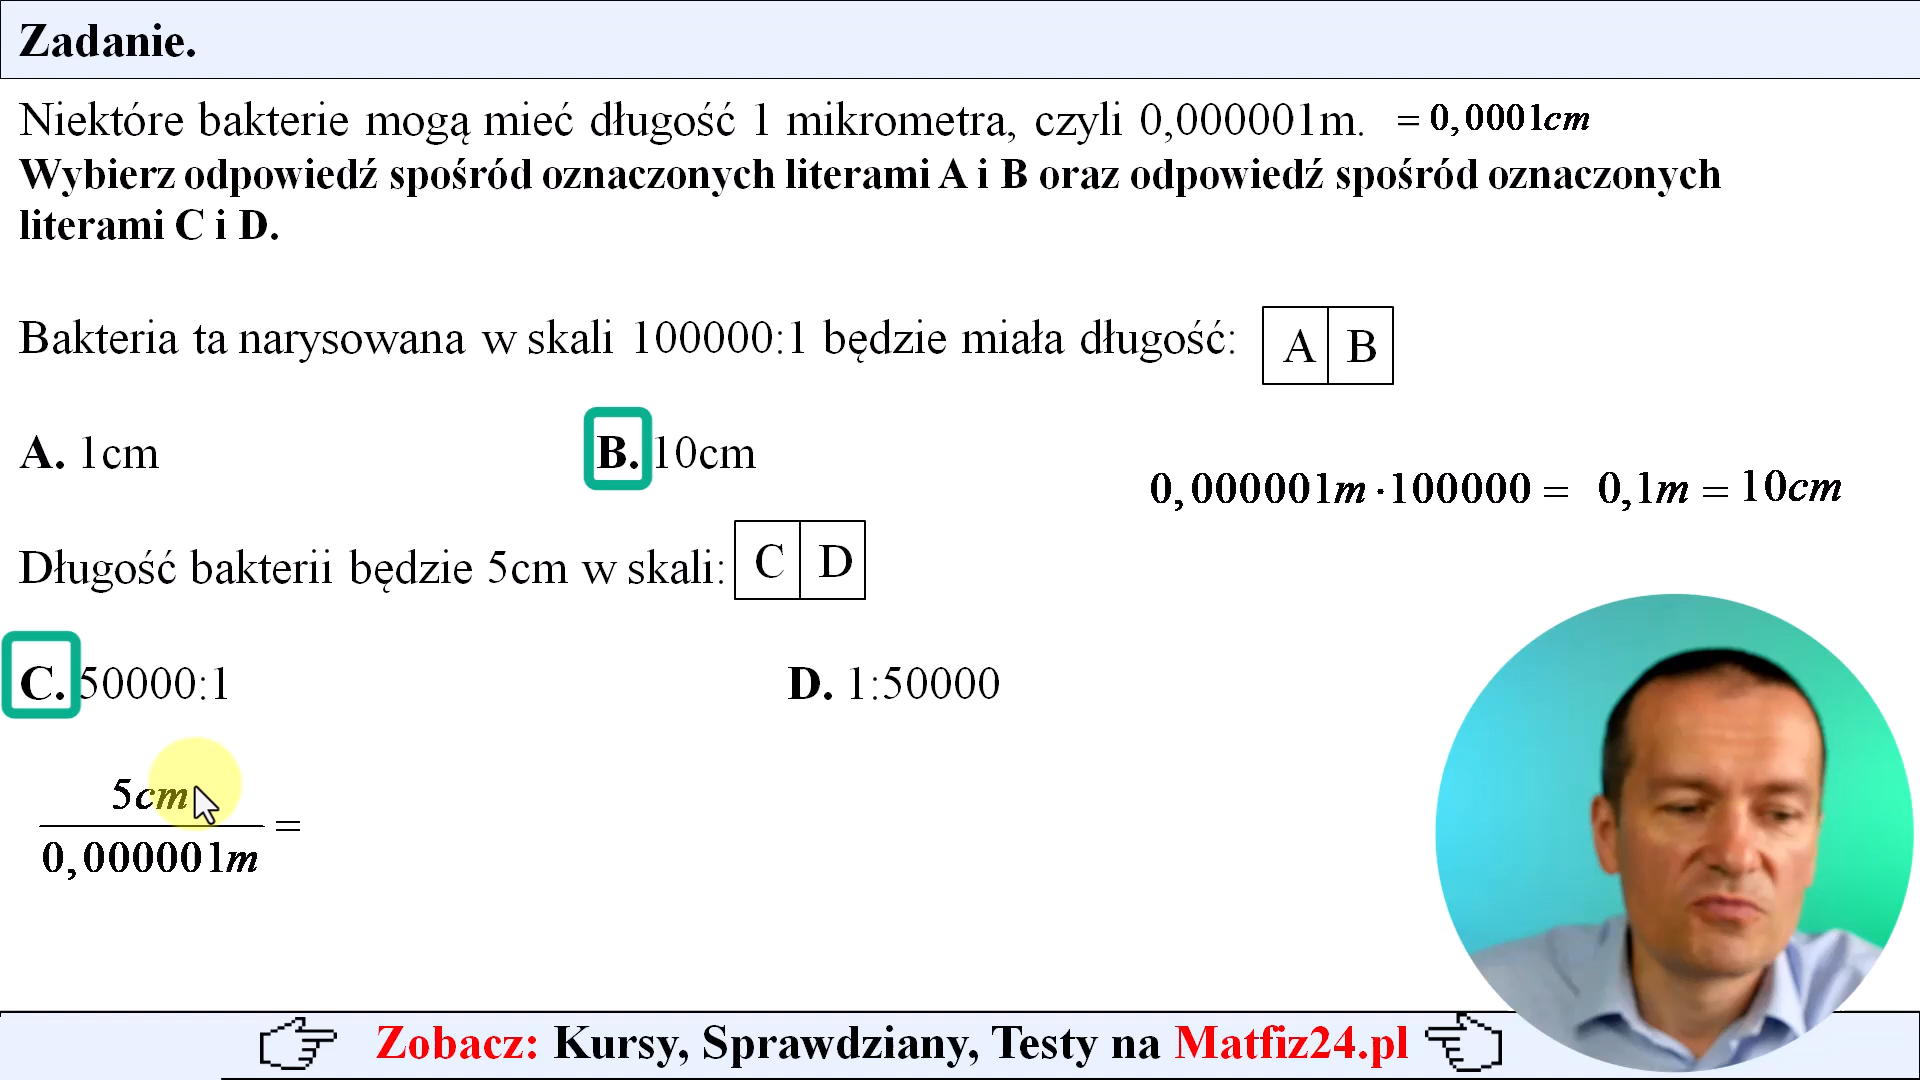 Zadanie.
Niektóre bakterie mogą mieć długość 1 mikrometra, czyli 0,000001m. = 0,0001cm
Wybierz odpowiedź spośród oznaczonych literami A i B oraz odpowiedź spośród oznaczonych
literami C i D.
Bakteria ta narysowana w skali 100000:1 będzie miała długość: A B
A. 1cm B. 10cm
0,000001m·100000 = 0,1m = 10cm
Długość bakterii będzie 5cm w skali: C D
C. 50000:1 D. 1:50000
5cm
0,000001m =
Zobacz: Kursy, Sprawdziany, Testy na Matfiz24.pl